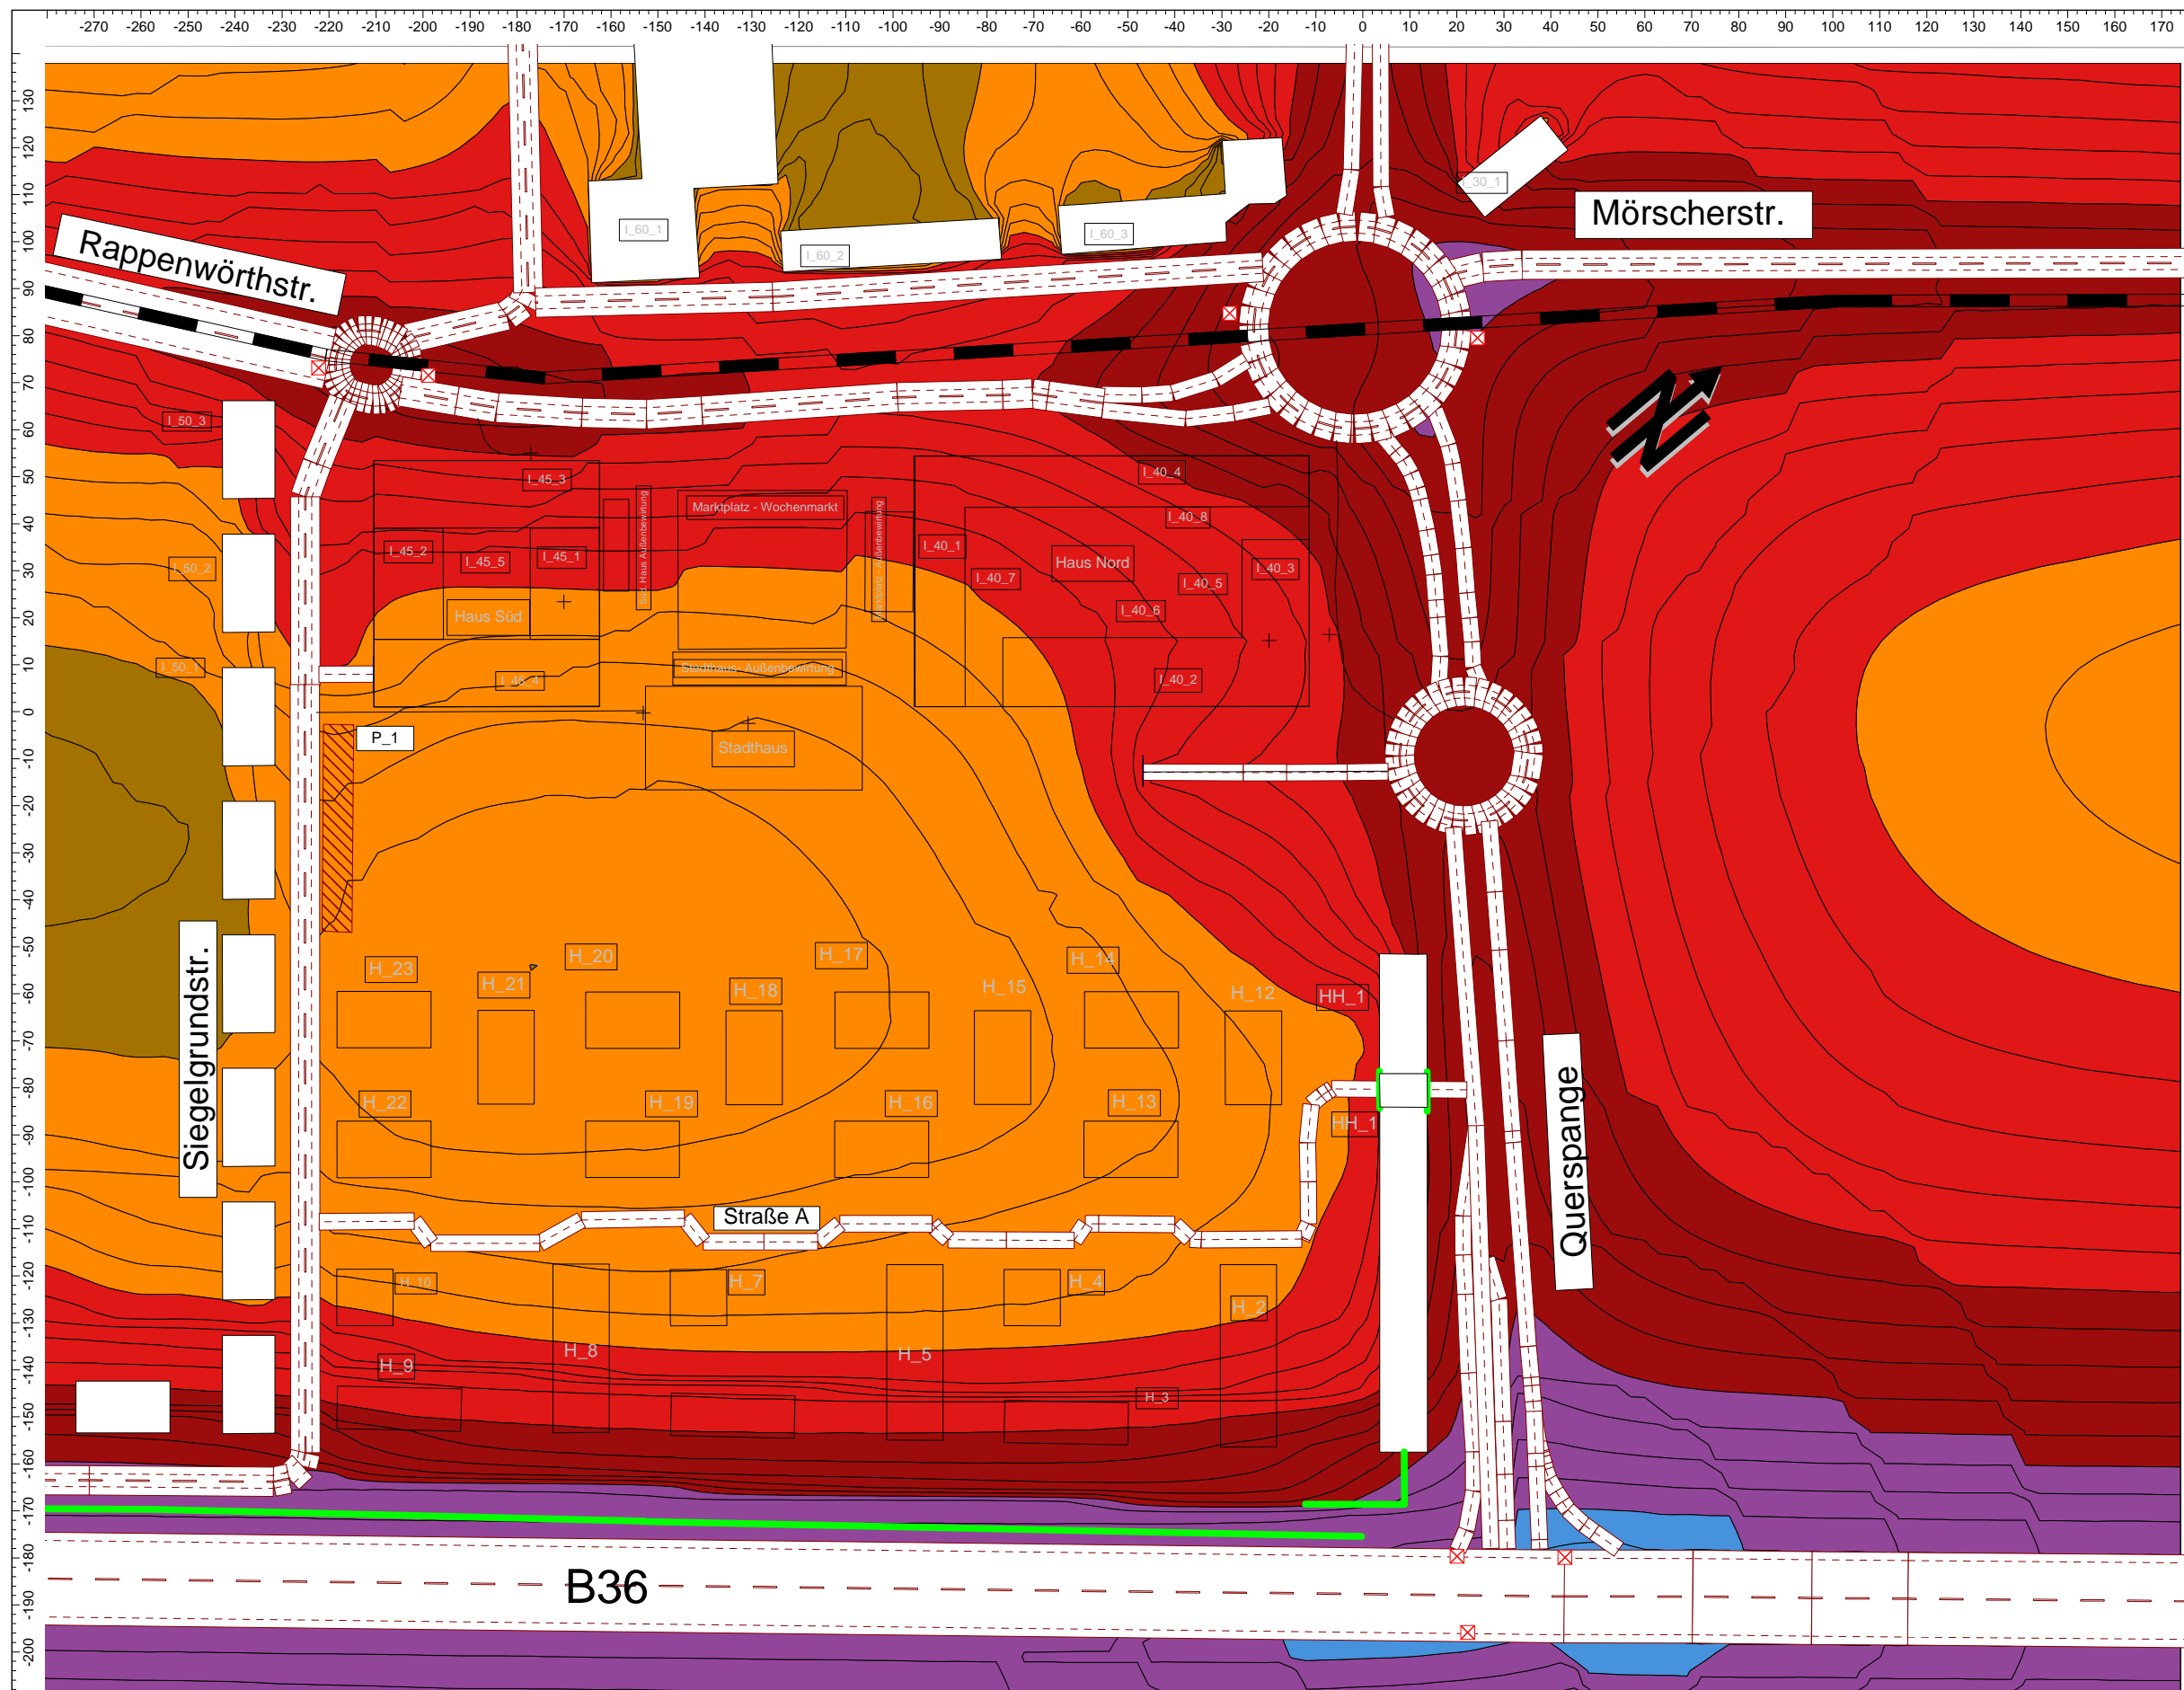 -270 -260 -250 -240 -230 -220 -210 -200 -190 -180 -170 -160 -150 -140 -130 -120 -110 -100 -90 -80 -70 -60 -50 -40 -30 -20 -10 0 10 20 30 40 50 60 70 80 90 100 110 120 130 140 150 160 170
130
120
110
100
90
80
70
60
50
40
30
20
10
0
-10
-20
-30
-40
-50
-60
-70
-80
-90
-100
-110
-120
-130
-140
-150
-160
-170
-180
-190
-200
I_30_1
Mörscherstr.
I_60_1
I_60_3
I_60_2
Rappenwörthstr.
N
I_50_3
I_45_3
I_40_4
Marktplatz - Wochenmarkt
Süd.Haus Außenbewirtung
Marktplatz - Außenbewirtung
I_40_8
I_45_2
I_45_5
I_45_1
I_40_1
Haus Nord
I_40_3
I_50_2
I_40_7
I_40_5
Haus Süd
I_40_6
I_50_1
Stadthaus- Außenbewirtung
I_45_4
I_40_2
P_1
Stadthaus
H_23
H_20
H_17
H_14
H_21
H_18
H_15
H_12
HH_1
Siegelgrundstr.
Querspange
H_22
H_19
H_16
H_13
HH_1
Straße A
H_10
H_7
H_4
H_2
H_9
H_8
H_5
H_3
B36